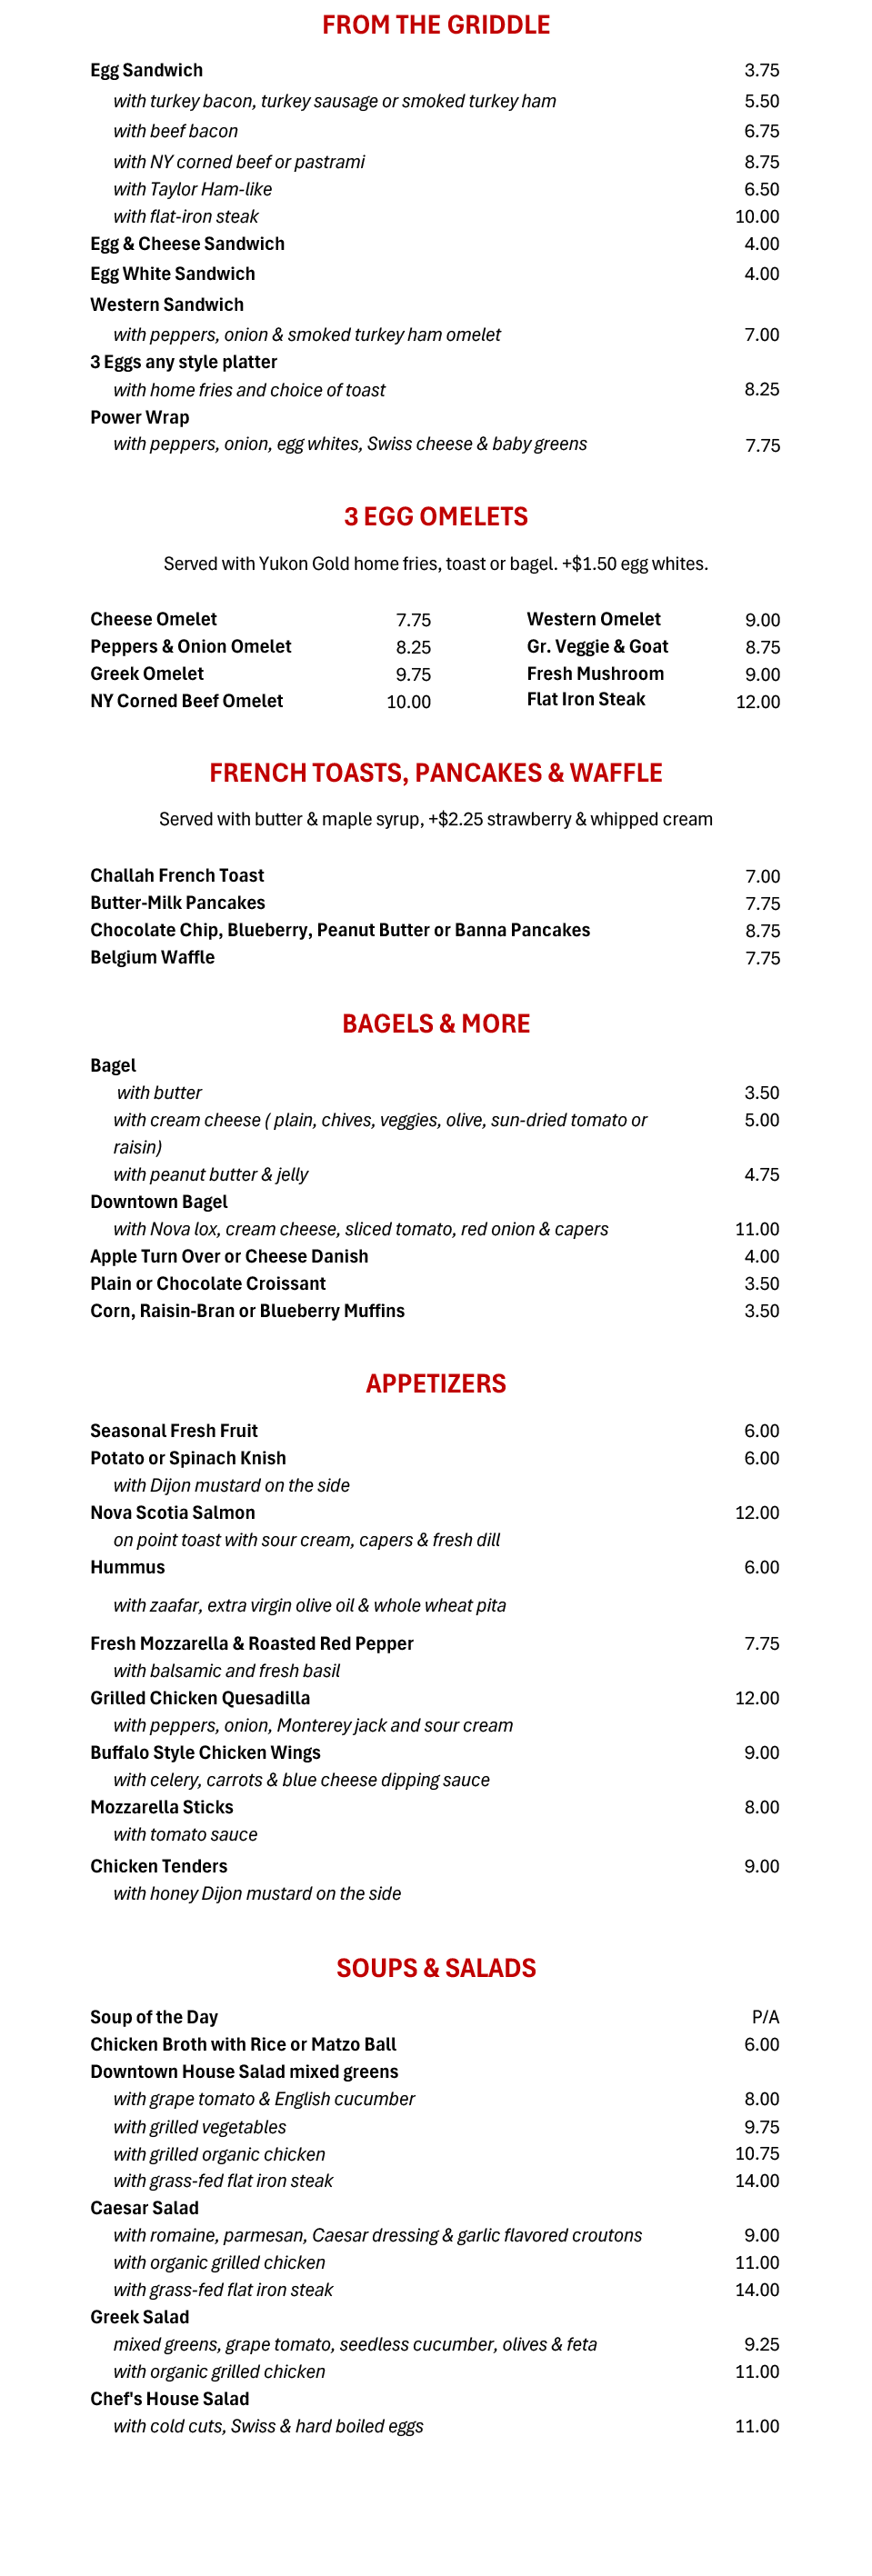 FROM THE GRIDDLE
Egg Sandwich 3.75
with turkey bacon, turkey sausage or smoked turkey ham 5.50
with beef bacon 6.75
with NY corned beef or pastrami 8.75
with Taylor Ham-like 6.50
with flat-iron steak 10.00
Egg & Cheese Sandwich 4.00
Egg White Sandwich 4.00
Western Sandwich
with peppers, onion & smoked turkey ham omelet 7.00
3 Eggs any style platter
with home fries and choice of toast 8.25
Power Wrap
with peppers, onion, egg whites, Swiss cheese & baby greens 7.75
3 EGG OMELETS
Served with Yukon Gold home fries, toast or bagel. +$1.50 egg whites.
Cheese Omelet 7.75 Western Omelet 9.00
Peppers & Onion Omelet 8.25 Gr. Veggie & Goat 8.75
Greek Omelet 9.75 Fresh Mushroom 9.00
NY Corned Beef Omelet 10.00 Flat Iron Steak 12.00
FRENCH TOASTS, PANCAKES & WAFFLE
Served with butter & maple syrup, +$2.25 strawberry & whipped cream
Challah French Toast 7.00
Butter-Milk Pancakes 7.75
Chocolate Chip, Blueberry, Peanut Butter or Banna Pancakes 8.75
Belgium Waffle 7.75
BAGELS & MORE
Bagel
with butter 3.50
with cream cheese ( plain, chives, veggies, olive, sun-dried tomato or 5.00
raisin)
with peanut butter & jelly 4.75
Downtown Bagel
with Nova lox, cream cheese, sliced tomato, red onion & capers 11.00
Apple Turn Over or Cheese Danish 4.00
Plain or Chocolate Croissant 3.50
Corn, Raisin-Bran or Blueberry Muffins 3.50
APPETIZERS
Seasonal Fresh Fruit 6.00
Potato or Spinach Knish 6.00
with Dijon mustard on the side
Nova Scotia Salmon 12.00
on point toast with sour cream, capers & fresh dill
Hummus 6.00
with zaafar, extra virgin olive oil & whole wheat pita
Fresh Mozzarella & Roasted Red Pepper 7.75
with balsamic and fresh basil
Grilled Chicken Quesadilla 12.00
with peppers, onion, Monterey jack and sour cream
Buffalo Style Chicken Wings 9.00
with celery, carrots & blue cheese dipping sauce
Mozzarella Sticks 8.00
with tomato sauce
Chicken Tenders 9.00
with honey Dijon mustard on the side
SOUPS & SALADS
Soup of the Day P/A
Chicken Broth with Rice or Matzo Ball 6.00
Downtown House Salad mixed greens
with grape tomato & English cucumber 8.00
with grilled vegetables 9.75
with grilled organic chicken 10.75
with grass-fed flat iron steak 14.00
Caesar Salad
with romaine, parmesan, Caesar dressing & garlic flavored croutons 9.00
with organic grilled chicken 11.00
with grass-fed flat iron steak 14.00
Greek Salad
mixed greens, grape tomato, seedless cucumber, olives & feta 9.25
with organic grilled chicken 11.00
Chef's House Salad
with cold cuts, Swiss & hard boiled eggs 11.00